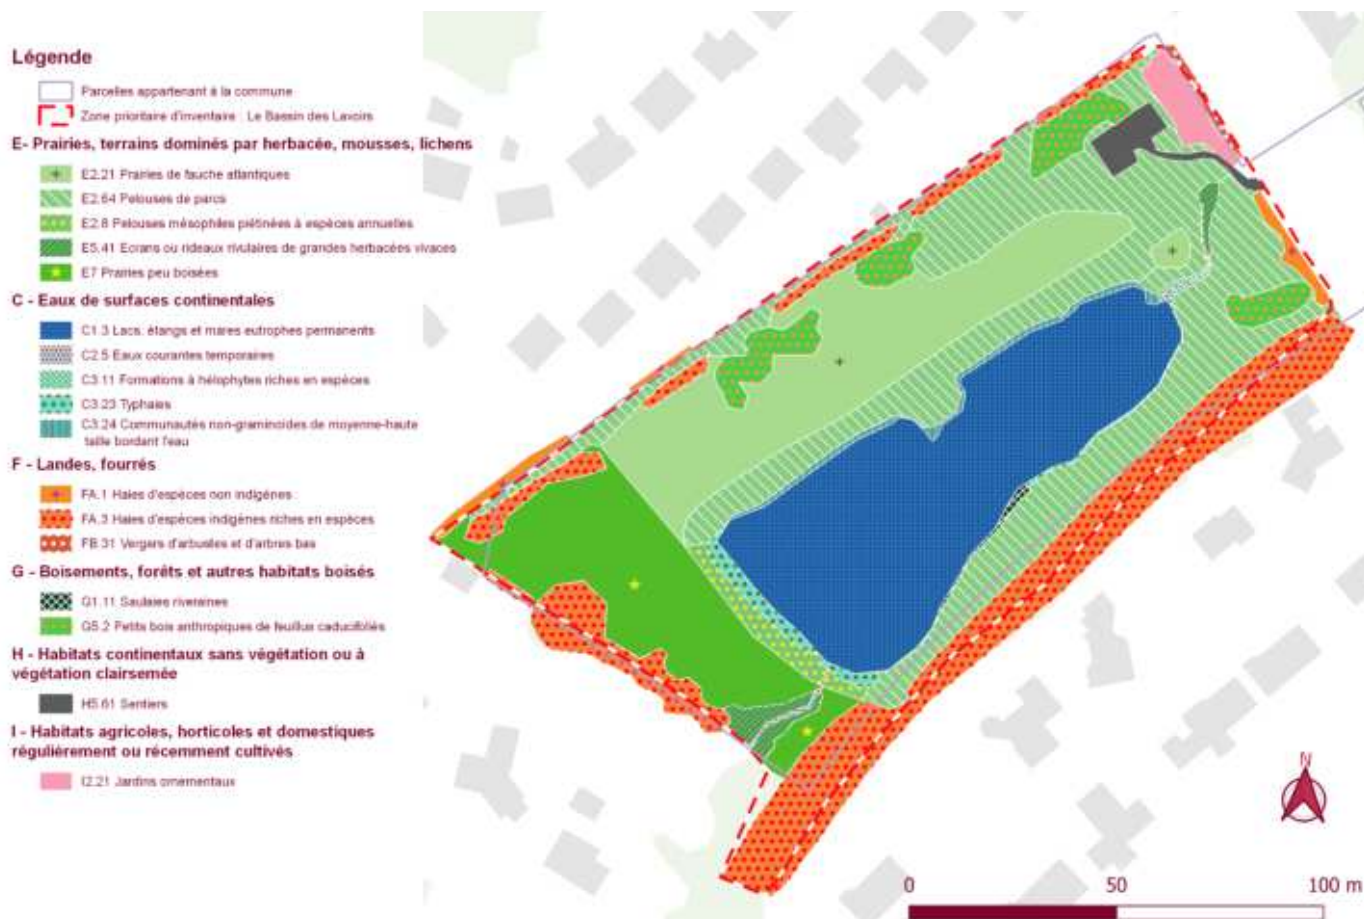 Légende
Parcelles appartenant à la commune
Zone prioritaire d'inventaire : Le Bassin des Lavoirs
E- Prairies, terrains dominés par herbacée, mousses, lichens
E2.21 Prairies de fauche atlantiques
E2.64 Pelouses de parcs
E2.8 Pelouses mésophiles piétinées à espèces annuelles
E5.41 Ecrans ou rideaux rivulaires de grandes herbacées vivaces
E7 Prairies peu boisées
C - Eaux de surfaces continentales
C1.3 Lacs, étangs et mares eutrophes permanents
C2.5 Eaux courantes temporaires
C3.11 Formations à hélophytes riches en espèces
C3.23 Typhaies
C3.24 Communautés non-graminoïdes de moyenne-haute
taille bordant l'eau
F - Landes, fourrés
FA.1 Haies d'espèces non indigènes
FA.3 Haies d'espèces indigènes riches en espèces
FB.31 Vergers d'arbustes et d'arbres bas
G - Boisements, forêts et autres habitats boisés
G1.11 Saulaies riveraines
G5.2 Petits bois anthropiques de feuillus caducifoliés
H - Habitats continentaux sans végétation ou à
végétation clairsemée
H5.61 Sentiers
I - Habitats agricoles, horticoles et domestiques
régulièrement ou récemment cultivés
I2.21 Jardins ornementaux
N
0 50 100 m